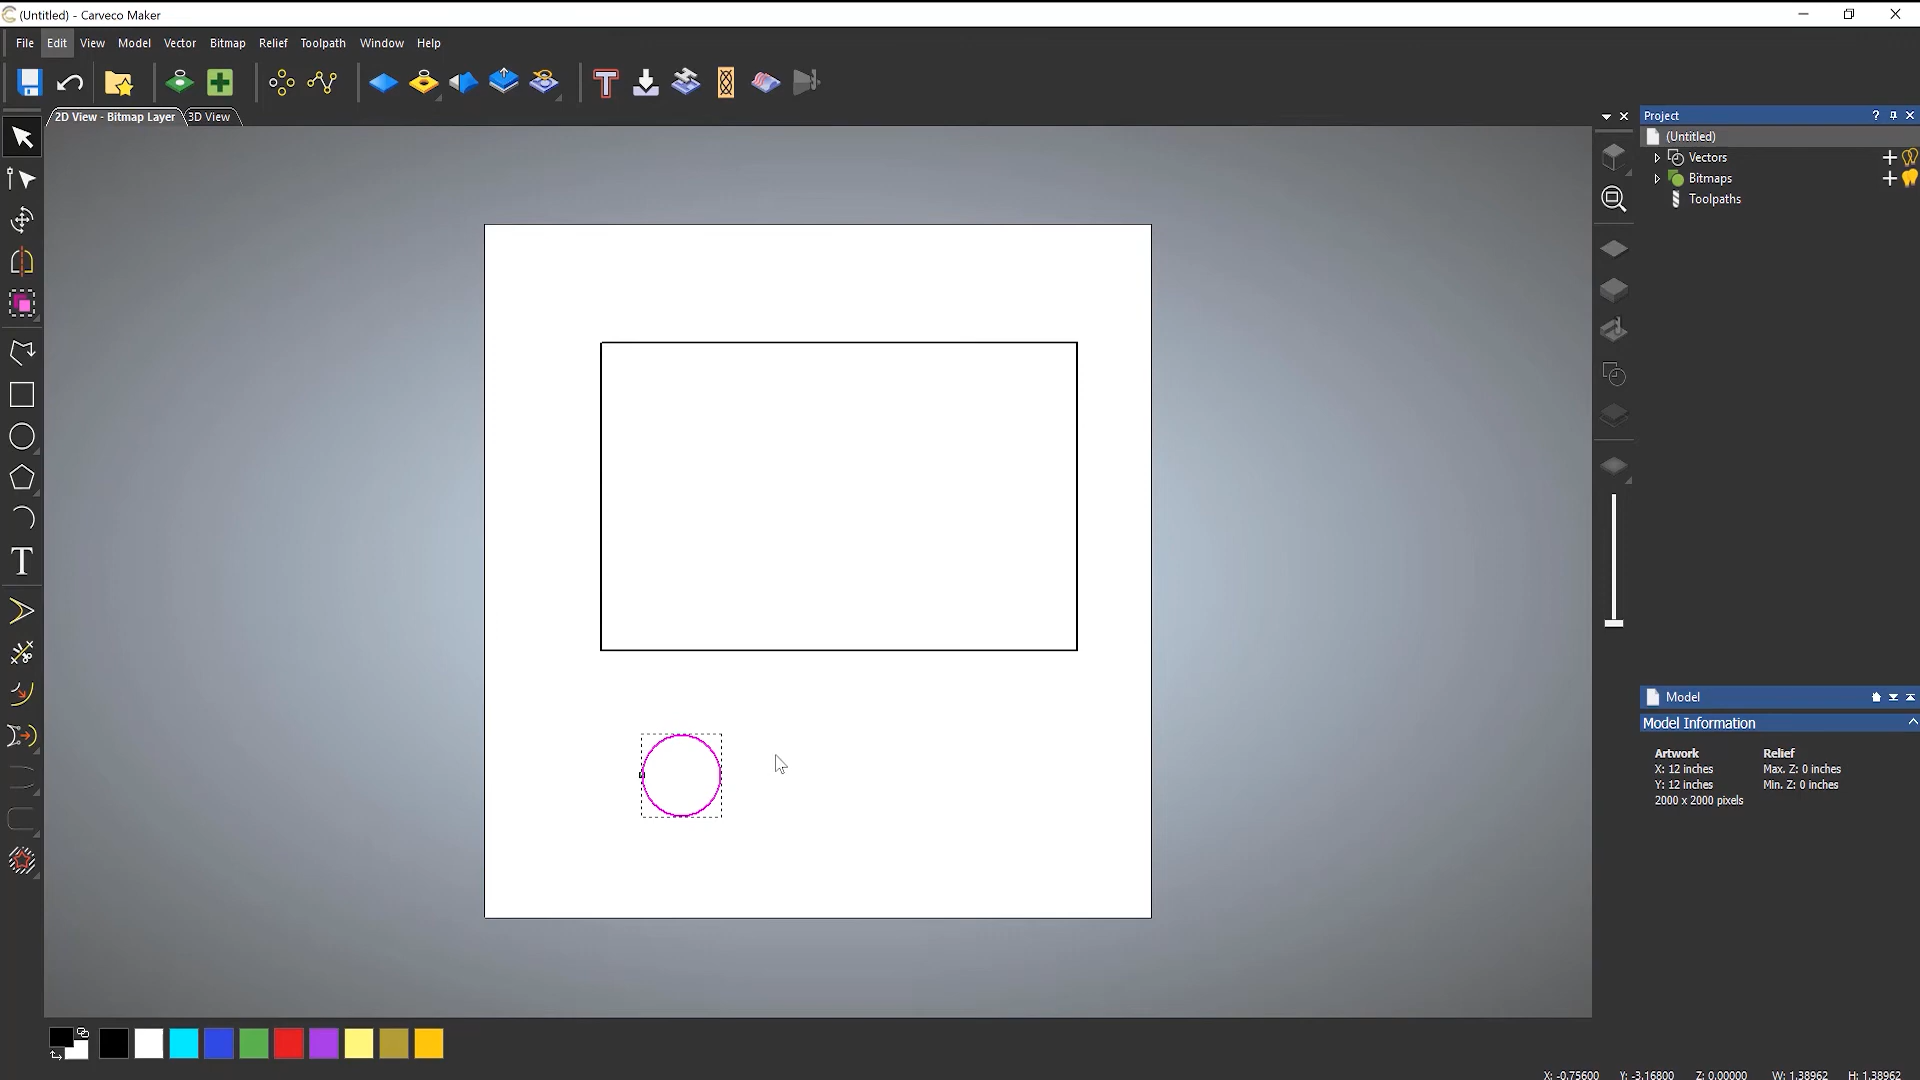 (Untitled) - Carveco Maker
File Edit View Model Vector Bitmap Relief Toolpath Window Help
2D View - Bitmap Layer 3D View
Project
(Untitled)
Vectors
Bitmaps
Toolpaths
T
Model
Model Information
Artwork Relief
X: 12 inches Max. Z: 0 inches
Y: 12 inches Min. Z: 0 inches
2000 x 2000 pixels
X: -0.75600 Y: -3.16800 Z: 0.00000 W: 1.38962 H: 1.38962